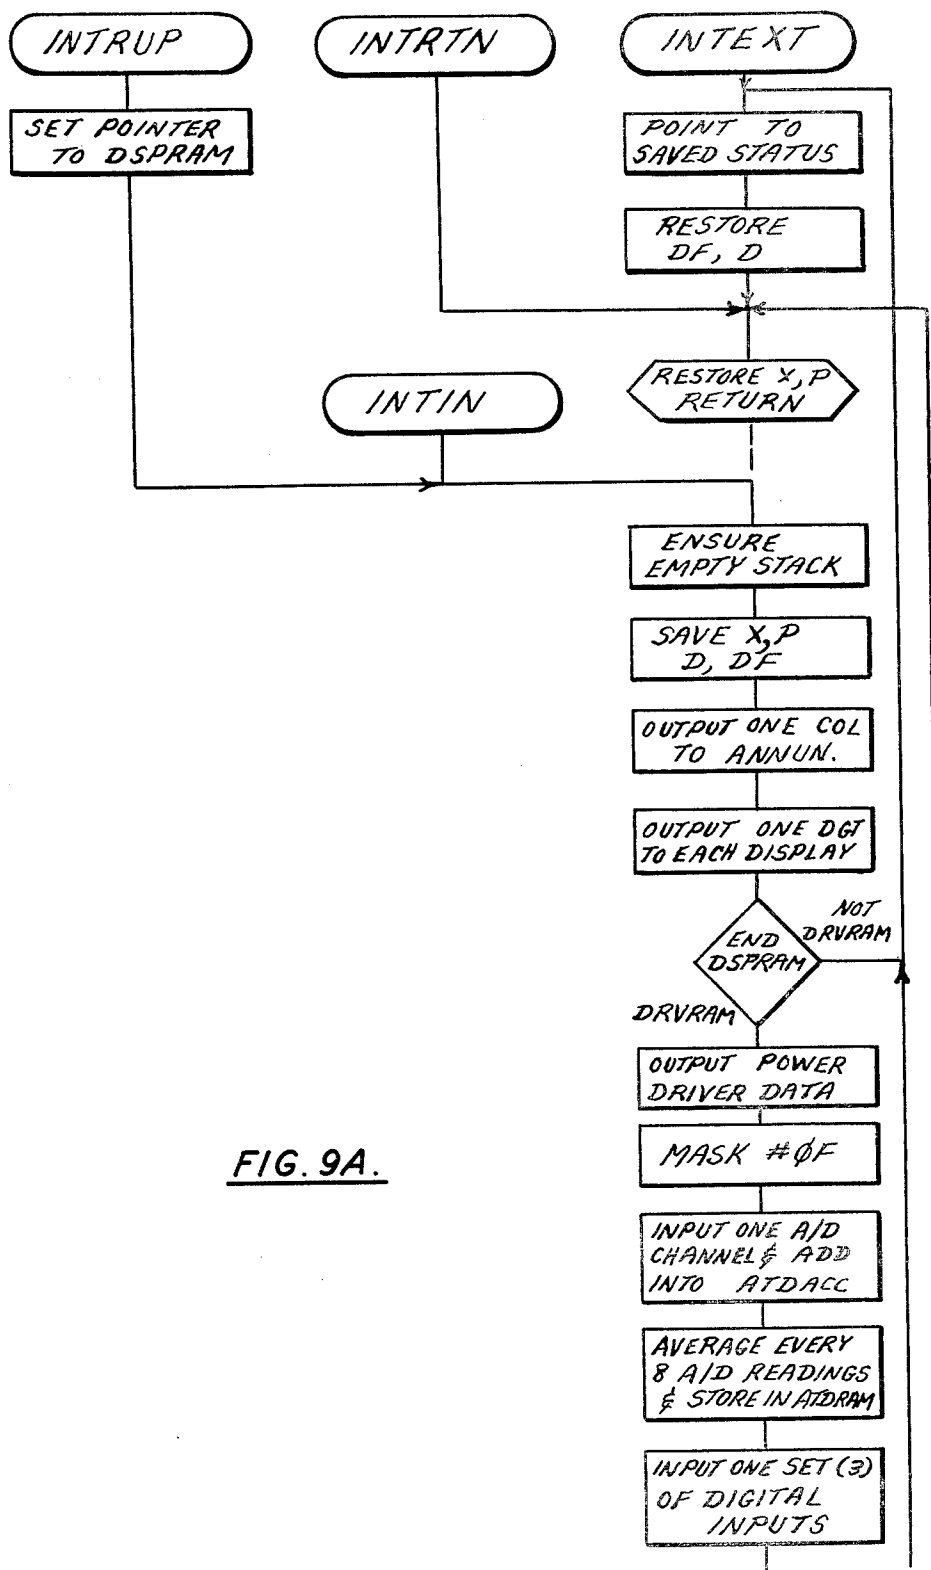 INTRUP
INTRTN
INTEXT
SET POINTER
TO DSPRAM
POINT TO
SAVED STATUS
RESTORE
DF, D
RESTORE X, P
RETURN
INTIN
ENSURE
EMPTY STACK
SAVE X, P
D, DF
OUTPUT ONE COL
TO ANNUN.
OUTPUT ONE DGT
TO EACH DISPLAY
END
DSPRAM
NOT
DRVRAM
DRVRAM
OUTPUT POWER
DRIVER DATA
MASK #ØF
FIG. 9A.
INPUT ONE A/D
CHANNEL & ADD
INTO ATDACC
AVERAGE EVERY
8 A/D READINGS
& STORE IN ATDRAM
INPUT ONE SET (3)
OF DIGITAL
INPUTS